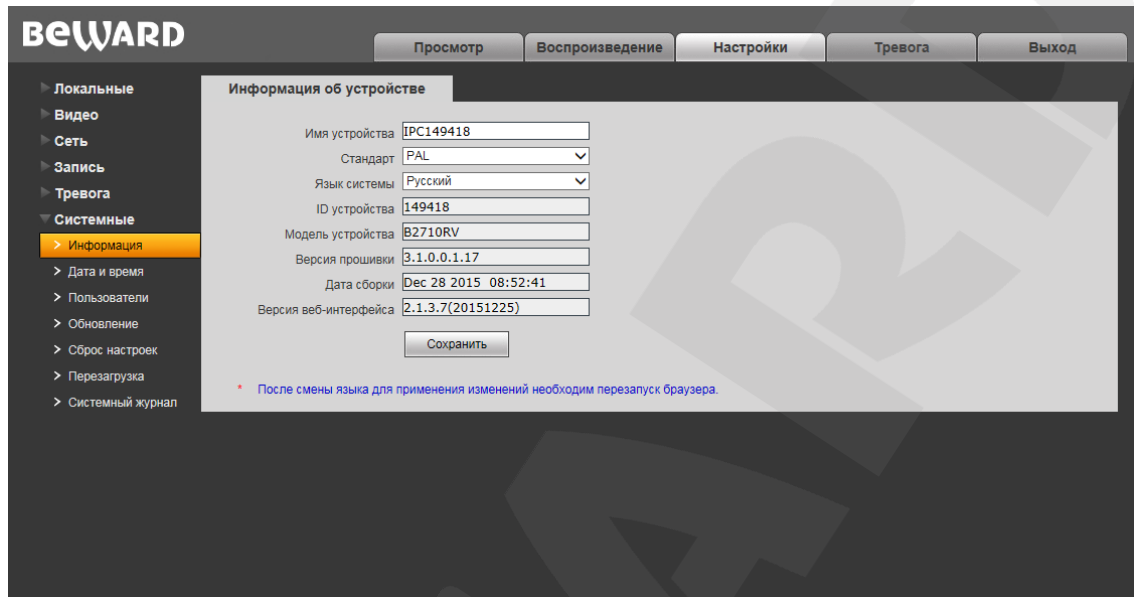 BEWARD
Просмотр Воспроизведение Настройки Тревога Выход
Локальные
Видео
Сеть
Запись
Тревога
Системные
> Информация
> Дата и время
> Пользователи
> Обновление
> Сброс настроек
> Перезагрузка
> Системный журнал
Информация об устройстве
Имя устройства IPC149418
Стандарт PAL
Язык системы Русский
ID устройства 149418
Модель устройства B2710RV
Версия прошивки 3.1.0.0.1.17
Дата сборки Dec 28 2015 08:52:41
Версия веб-интерфейса 2.1.3.7(20151225)
Сохранить
* После смены языка для применения изменений необходим перезапуск браузера.